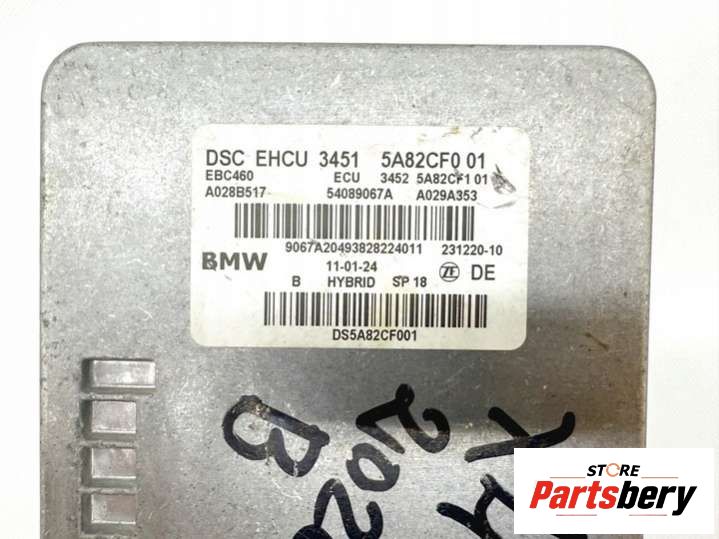 DSC EHCU 3451 5A82CF0 01
EBC460 ECU 3452 5A82CF1 01
A028B517 54089067A A029A353
9067A20493828224011 231220-10
BMW 11-01-24 ZF DE
B HYBRID SP 18
DS5A82CF001
STORE
Partsbery